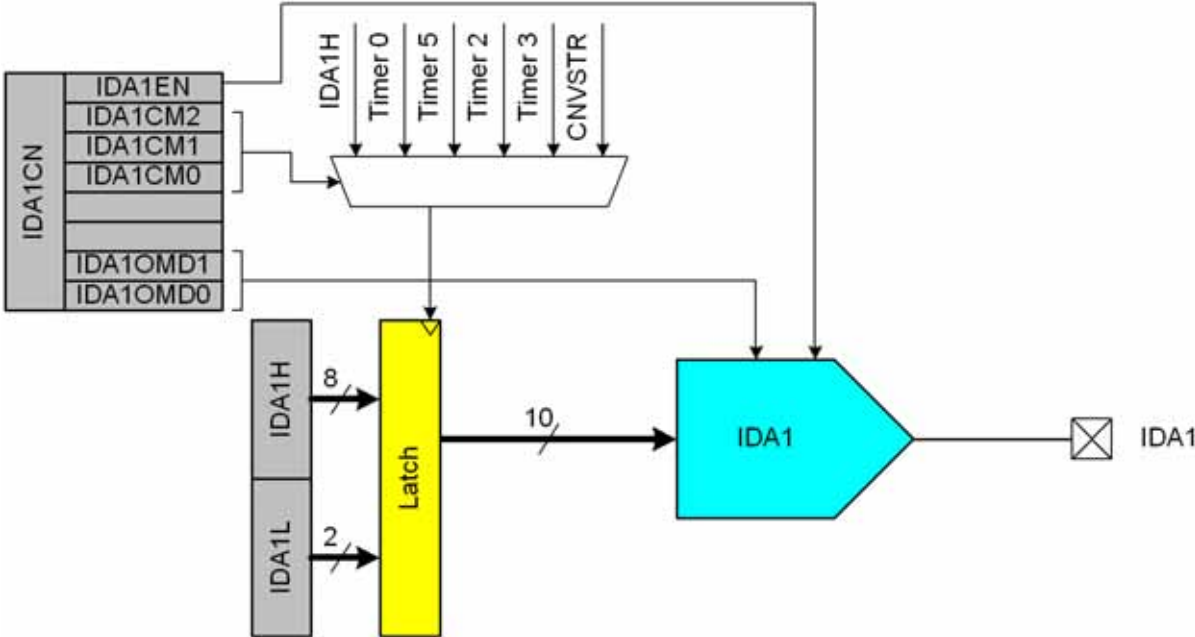 IDA1CN
IDA1EN
IDA1CM2
IDA1CM1
IDA1CM0
IDA1OMD1
IDA1OMD0
IDA1H
Timer 0
Timer 5
Timer 2
Timer 3
CNVSTR
IDA1H
8
IDA1L
2
Latch
10
IDA1
IDA1